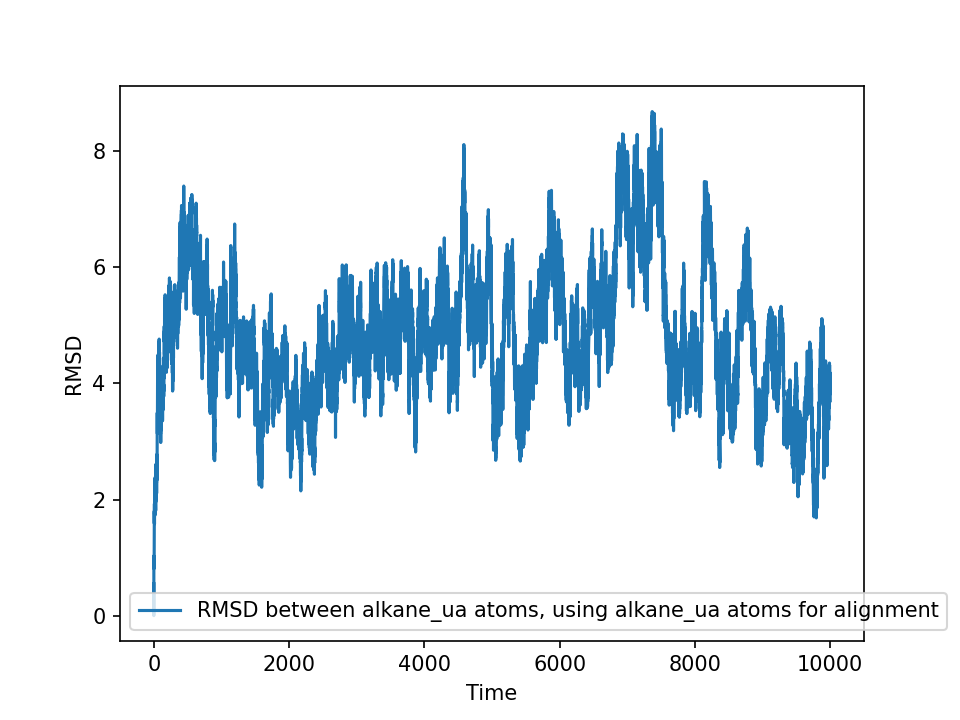 8
6
4
2
0
RMSD
RMSD between alkane_ua atoms, using alkane_ua atoms for alignment
0 2000 4000 6000 8000 10000
Time